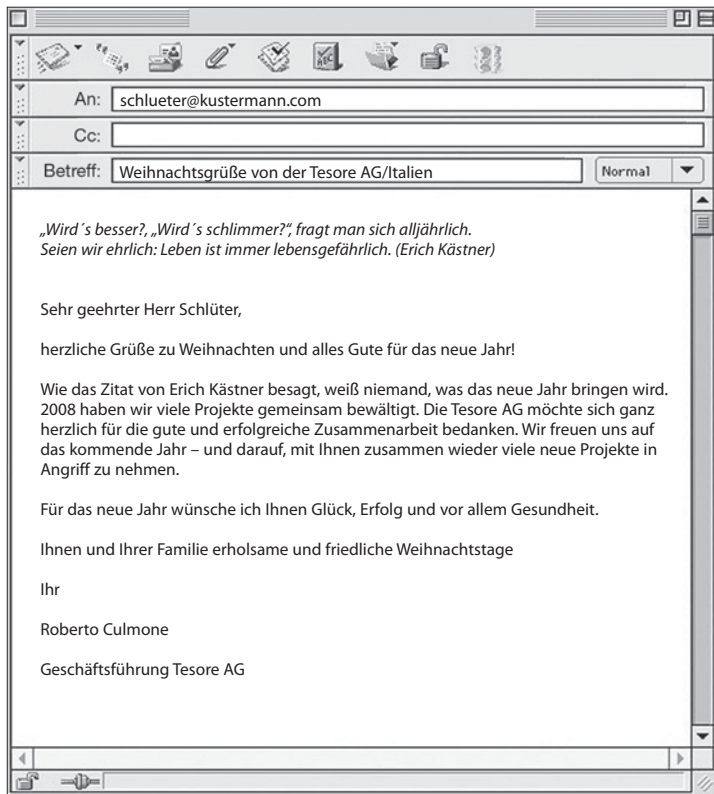 An: schlueter@kustermann.com
Cc:
Betreff: Weihnachtsgrüße von der Tesore AG/Italien Normal
„Wird´s besser?, „Wird´s schlimmer?“, fragt man sich alljährlich.
Seien wir ehrlich: Leben ist immer lebensgefährlich. (Erich Kästner)
Sehr geehrter Herr Schlüter,
herzliche Grüße zu Weihnachten und alles Gute für das neue Jahr!
Wie das Zitat von Erich Kästner besagt, weiß niemand, was das neue Jahr bringen wird.
2008 haben wir viele Projekte gemeinsam bewältigt. Die Tesore AG möchte sich ganz
herzlich für die gute und erfolgreiche Zusammenarbeit bedanken. Wir freuen uns auf
das kommende Jahr – und darauf, mit Ihnen zusammen wieder viele neue Projekte in
Angriff zu nehmen.
Für das neue Jahr wünsche ich Ihnen Glück, Erfolg und vor allem Gesundheit.
Ihnen und Ihrer Familie erholsame und friedliche Weihnachtstage
Ihr
Roberto Culmone
Geschäftsführung Tesore AG